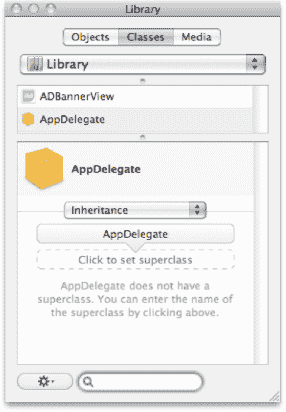 Library
Objects Classes Media
Library
ADBannerView
AppDelegate
AppDelegate
Inheritance
AppDelegate
Click to set superclass
AppDelegate does not have a
superclass. You can enter the name of
the superclass by clicking above.